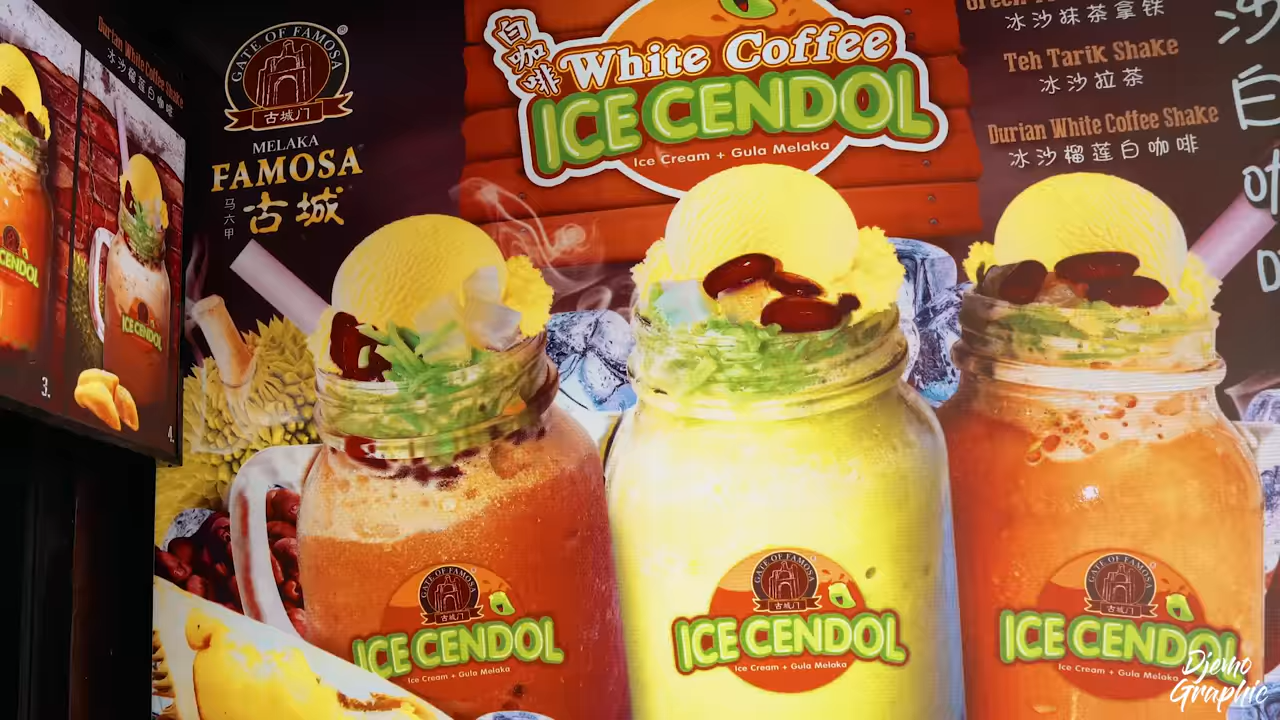 Durian White Coffee Shake
冰沙榴莲白咖啡
ICE CENDOL
3.
4.
GATE OF FAMOSA
古城门
MELAKA
FAMOSA
马六甲
古城
白咖啡
White Coffee
ICE CENDOL
Ice Cream + Gula Melaka
冰沙抹茶拿铁
Teh Tarik Shake
冰沙拉茶
Durian White Coffee Shake
冰沙榴莲白咖啡
沙白咖
GATE OF FAMOSA
古城门
ICE CENDOL
Ice Cream + Gula Melaka
GATE OF FAMOSA
古城门
ICE CENDOL
Ice Cream + Gula Melaka
GATE OF FAMOSA
古城门
ICE CENDOL
Ice Cream + Gula Melaka
Djemo
Graphic